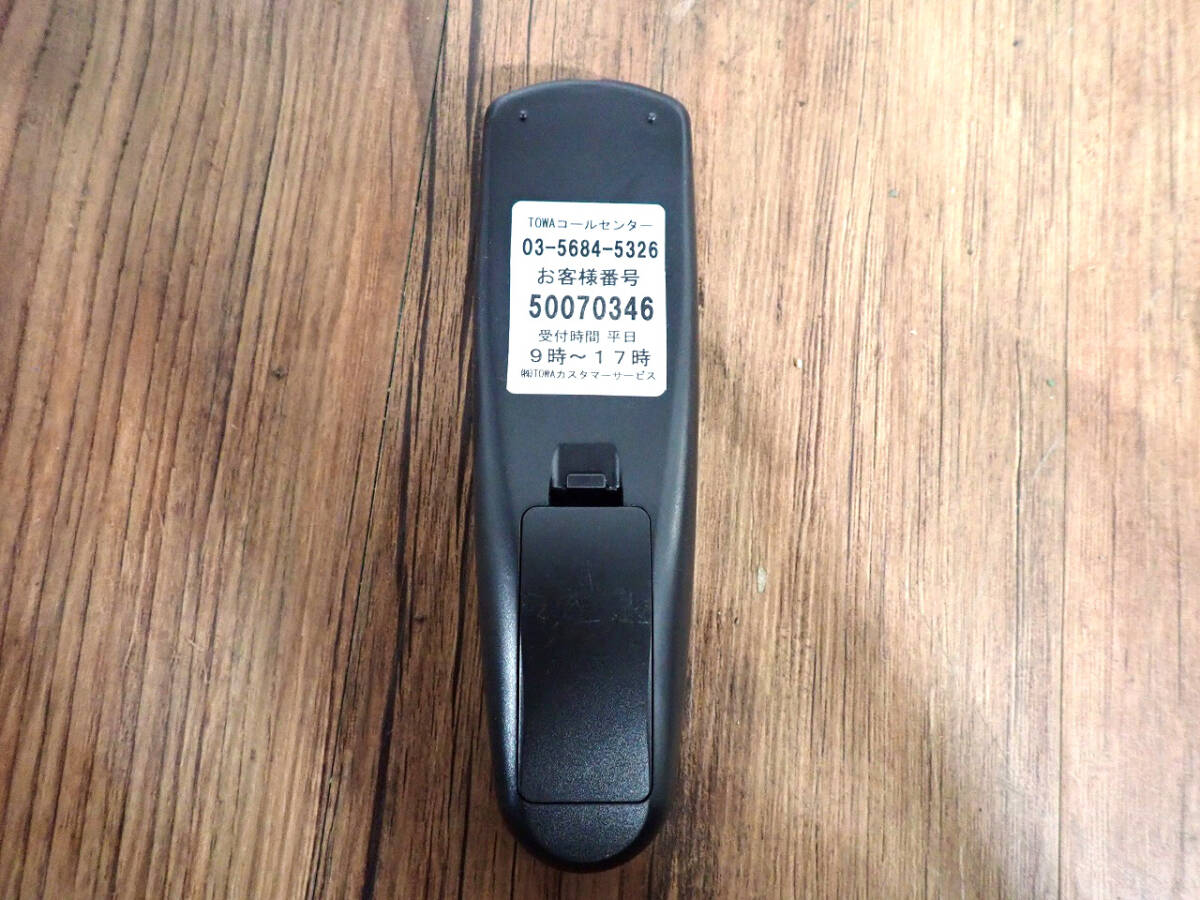 TOWAコールセンター
03-5684-5326
お客様番号
50070346
受付時間 平日
9時～17時
㈱TOWAカスタマーサービス